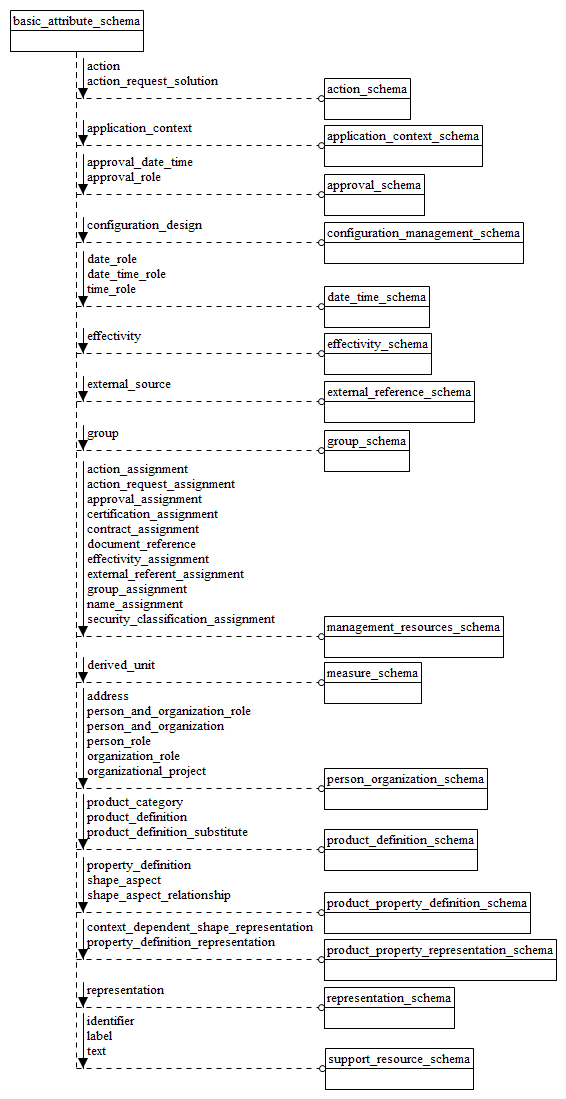 basic_attribute_schema
action
action_request_solution
action_schema
application_context
application_context_schema
approval_date_time
approval_role
approval_schema
configuration_design
configuration_management_schema
date_role
date_time_role
time_role
date_time_schema
effectivity
effectivity_schema
external_source
external_reference_schema
group
group_schema
action_assignment
action_request_assignment
approval_assignment
certification_assignment
contract_assignment
document_reference
effectivity_assignment
external_referent_assignment
group_assignment
name_assignment
security_classification_assignment
management_resources_schema
derived_unit
measure_schema
address
person_and_organization_role
person_and_organization
person_role
organization_role
organizational_project
person_organization_schema
product_category
product_definition
product_definition_substitute
product_definition_schema
property_definition
shape_aspect
shape_aspect_relationship
product_property_definition_schema
context_dependent_shape_representation
property_definition_representation
product_property_representation_schema
representation
representation_schema
identifier
label
text
support_resource_schema